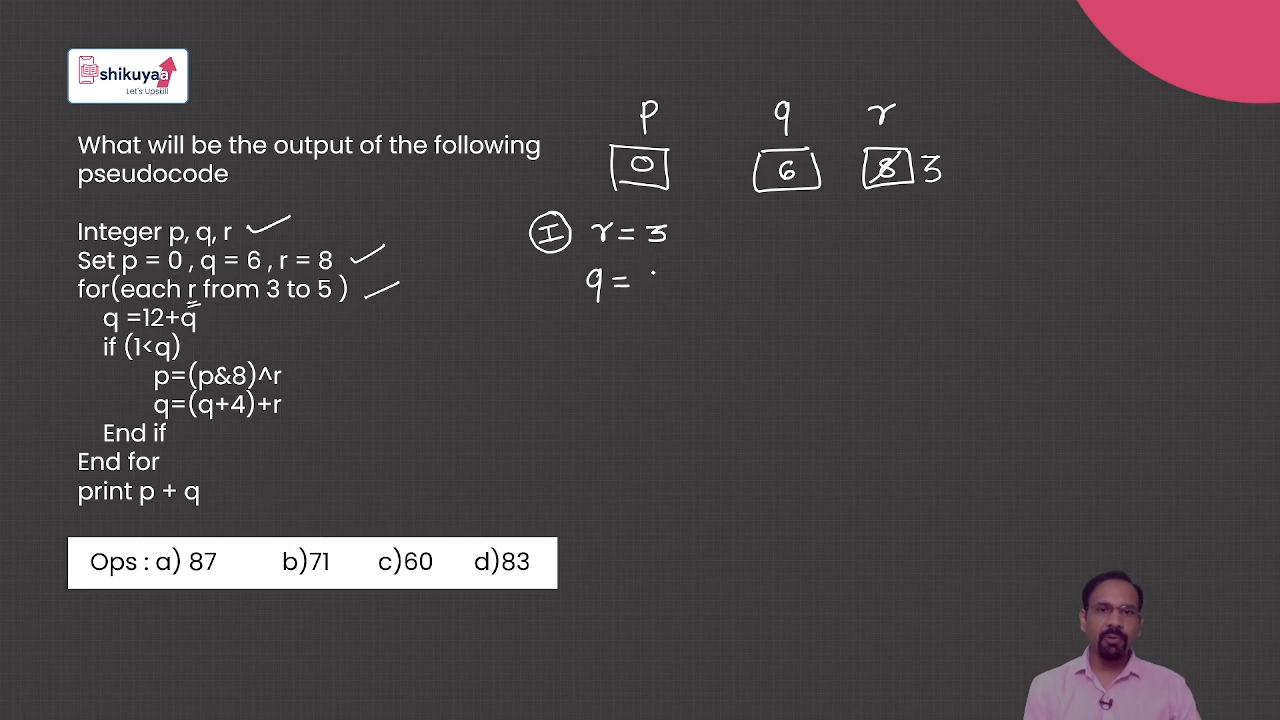 shikuyaa
Let's Upskill
What will be the output of the following
pseudocode
Integer p, q, r
Set p = 0 , q = 6 , r = 8
for(each r from 3 to 5 )
q =12+q
if (1<q)
p=(p&8)^r
q=(q+4)+r
End if
End for
print p + q
Ops : a) 87 b)71 c)60 d)83
p q r
0 6 8 3
I r = 3
q =